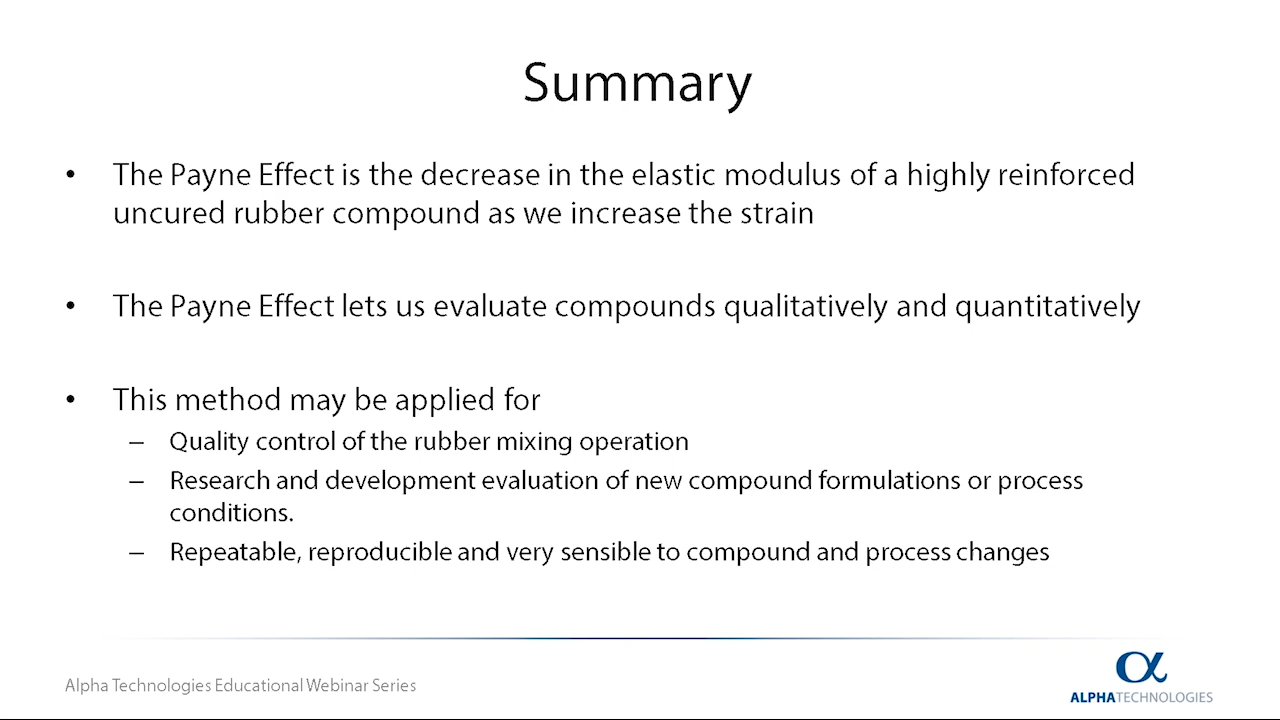 Summary
• The Payne Effect is the decrease in the elastic modulus of a highly reinforced
uncured rubber compound as we increase the strain
• The Payne Effect lets us evaluate compounds qualitatively and quantitatively
• This method may be applied for
– Quality control of the rubber mixing operation
– Research and development evaluation of new compound formulations or process
conditions.
– Repeatable, reproducible and very sensible to compound and process changes
Alpha Technologies Educational Webinar Series
α
ALPHATECHNOLOGIES